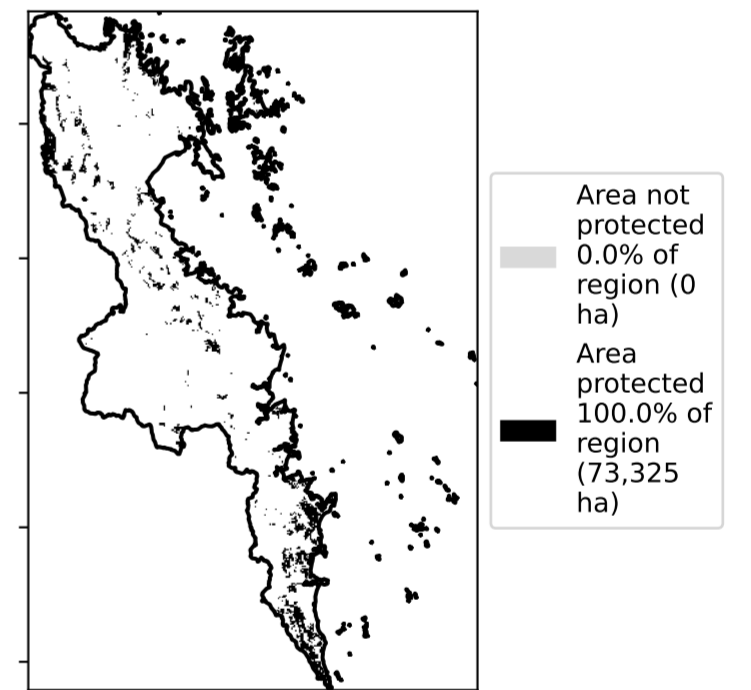 Area not
protected
0.0% of
region (0
ha)
Area
protected
100.0% of
region
(73,325
ha)